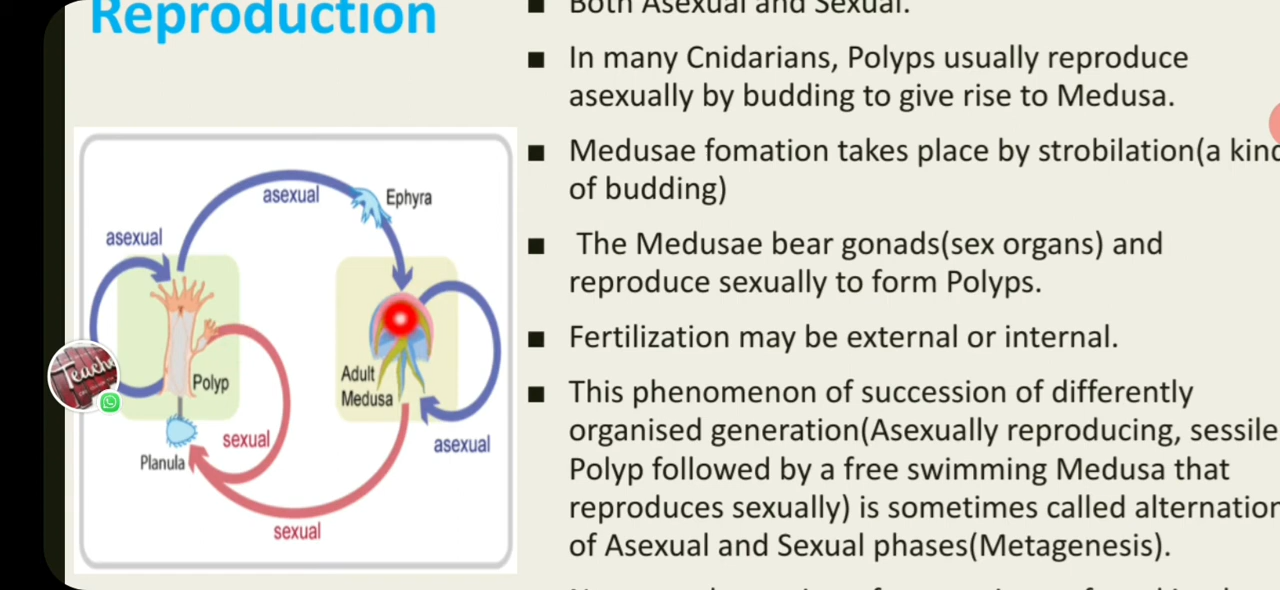 Reproduction
■ Both Asexual and Sexual.
■ In many Cnidarians, Polyps usually reproduce
asexually by budding to give rise to Medusa.
■ Medusae fomation takes place by strobilation(a kind
of budding)
■ The Medusae bear gonads(sex organs) and
reproduce sexually to form Polyps.
■ Fertilization may be external or internal.
■ This phenomenon of succession of differently
organised generation(Asexually reproducing, sessile
Polyp followed by a free swimming Medusa that
reproduces sexually) is sometimes called alternation
of Asexual and Sexual phases(Metagenesis).
asexual
Ephyra
asexual
Adult
Medusa
Polyp
sexual
asexual
Planula
sexual